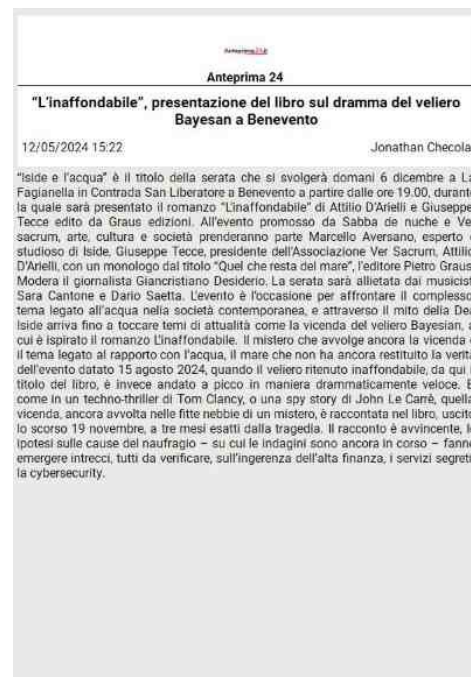 Anteprima24.it
Anteprima 24
"L'inaffondabile", presentazione del libro sul dramma del veliero
Bayesan a Benevento
12/05/2024 15:22 Jonathan Checola
"Iside e l'acqua" è il titolo della serata che si svolgerà domani 6 dicembre a La
Fagianella in Contrada San Liberatore a Benevento a partire dalle ore 19.00, durante
la quale sarà presentato il romanzo "L'inaffondabile" di Attilio D'Arielli e Giuseppe
Tecce edito da Graus edizioni. All'evento promosso da Sabba de nuche e Ver
sacrum, arte, cultura e società prenderanno parte Marcello Aversano, esperto e
studioso di Iside, Giuseppe Tecce, presidente dell'Associazione Ver Sacrum, Attilio
D'Arielli, con un monologo dal titolo "Quel che resta del mare", l'editore Pietro Graus.
Modera il giornalista Giancristiano Desiderio. La serata sarà allietata dai musicisti
Sara Cantone e Dario Saetta. L'evento è l'occasione per affrontare il complesso
tema legato all'acqua nella società contemporanea, e attraverso il mito della Dea
Iside arriva fino a toccare temi di attualità come la vicenda del veliero Bayesian, a
cui è ispirato il romanzo L'inaffondabile. Il mistero che avvolge ancora la vicenda e
il tema legato al rapporto con l'acqua, il mare che non ha ancora restituito la verità
dell'evento datato 15 agosto 2024, quando il veliero ritenuto inaffondabile, da qui il
titolo del libro, è invece andato a picco in maniera drammaticamente veloce. E
come in un techno-thriller di Tom Clancy, o una spy story di John Le Carrè, quella
vicenda, ancora avvolta nelle fitte nebbie di un mistero, è raccontata nel libro, uscito
lo scorso 19 novembre, a tre mesi esatti dalla tragedia. Il racconto è avvincente, le
ipotesi sulle cause del naufragio – su cui le indagini sono ancora in corso – fanno
emergere intrecci, tutti da verificare, sull'ingerenza dell'alta finanza, i servizi segreti,
la cybersecurity.